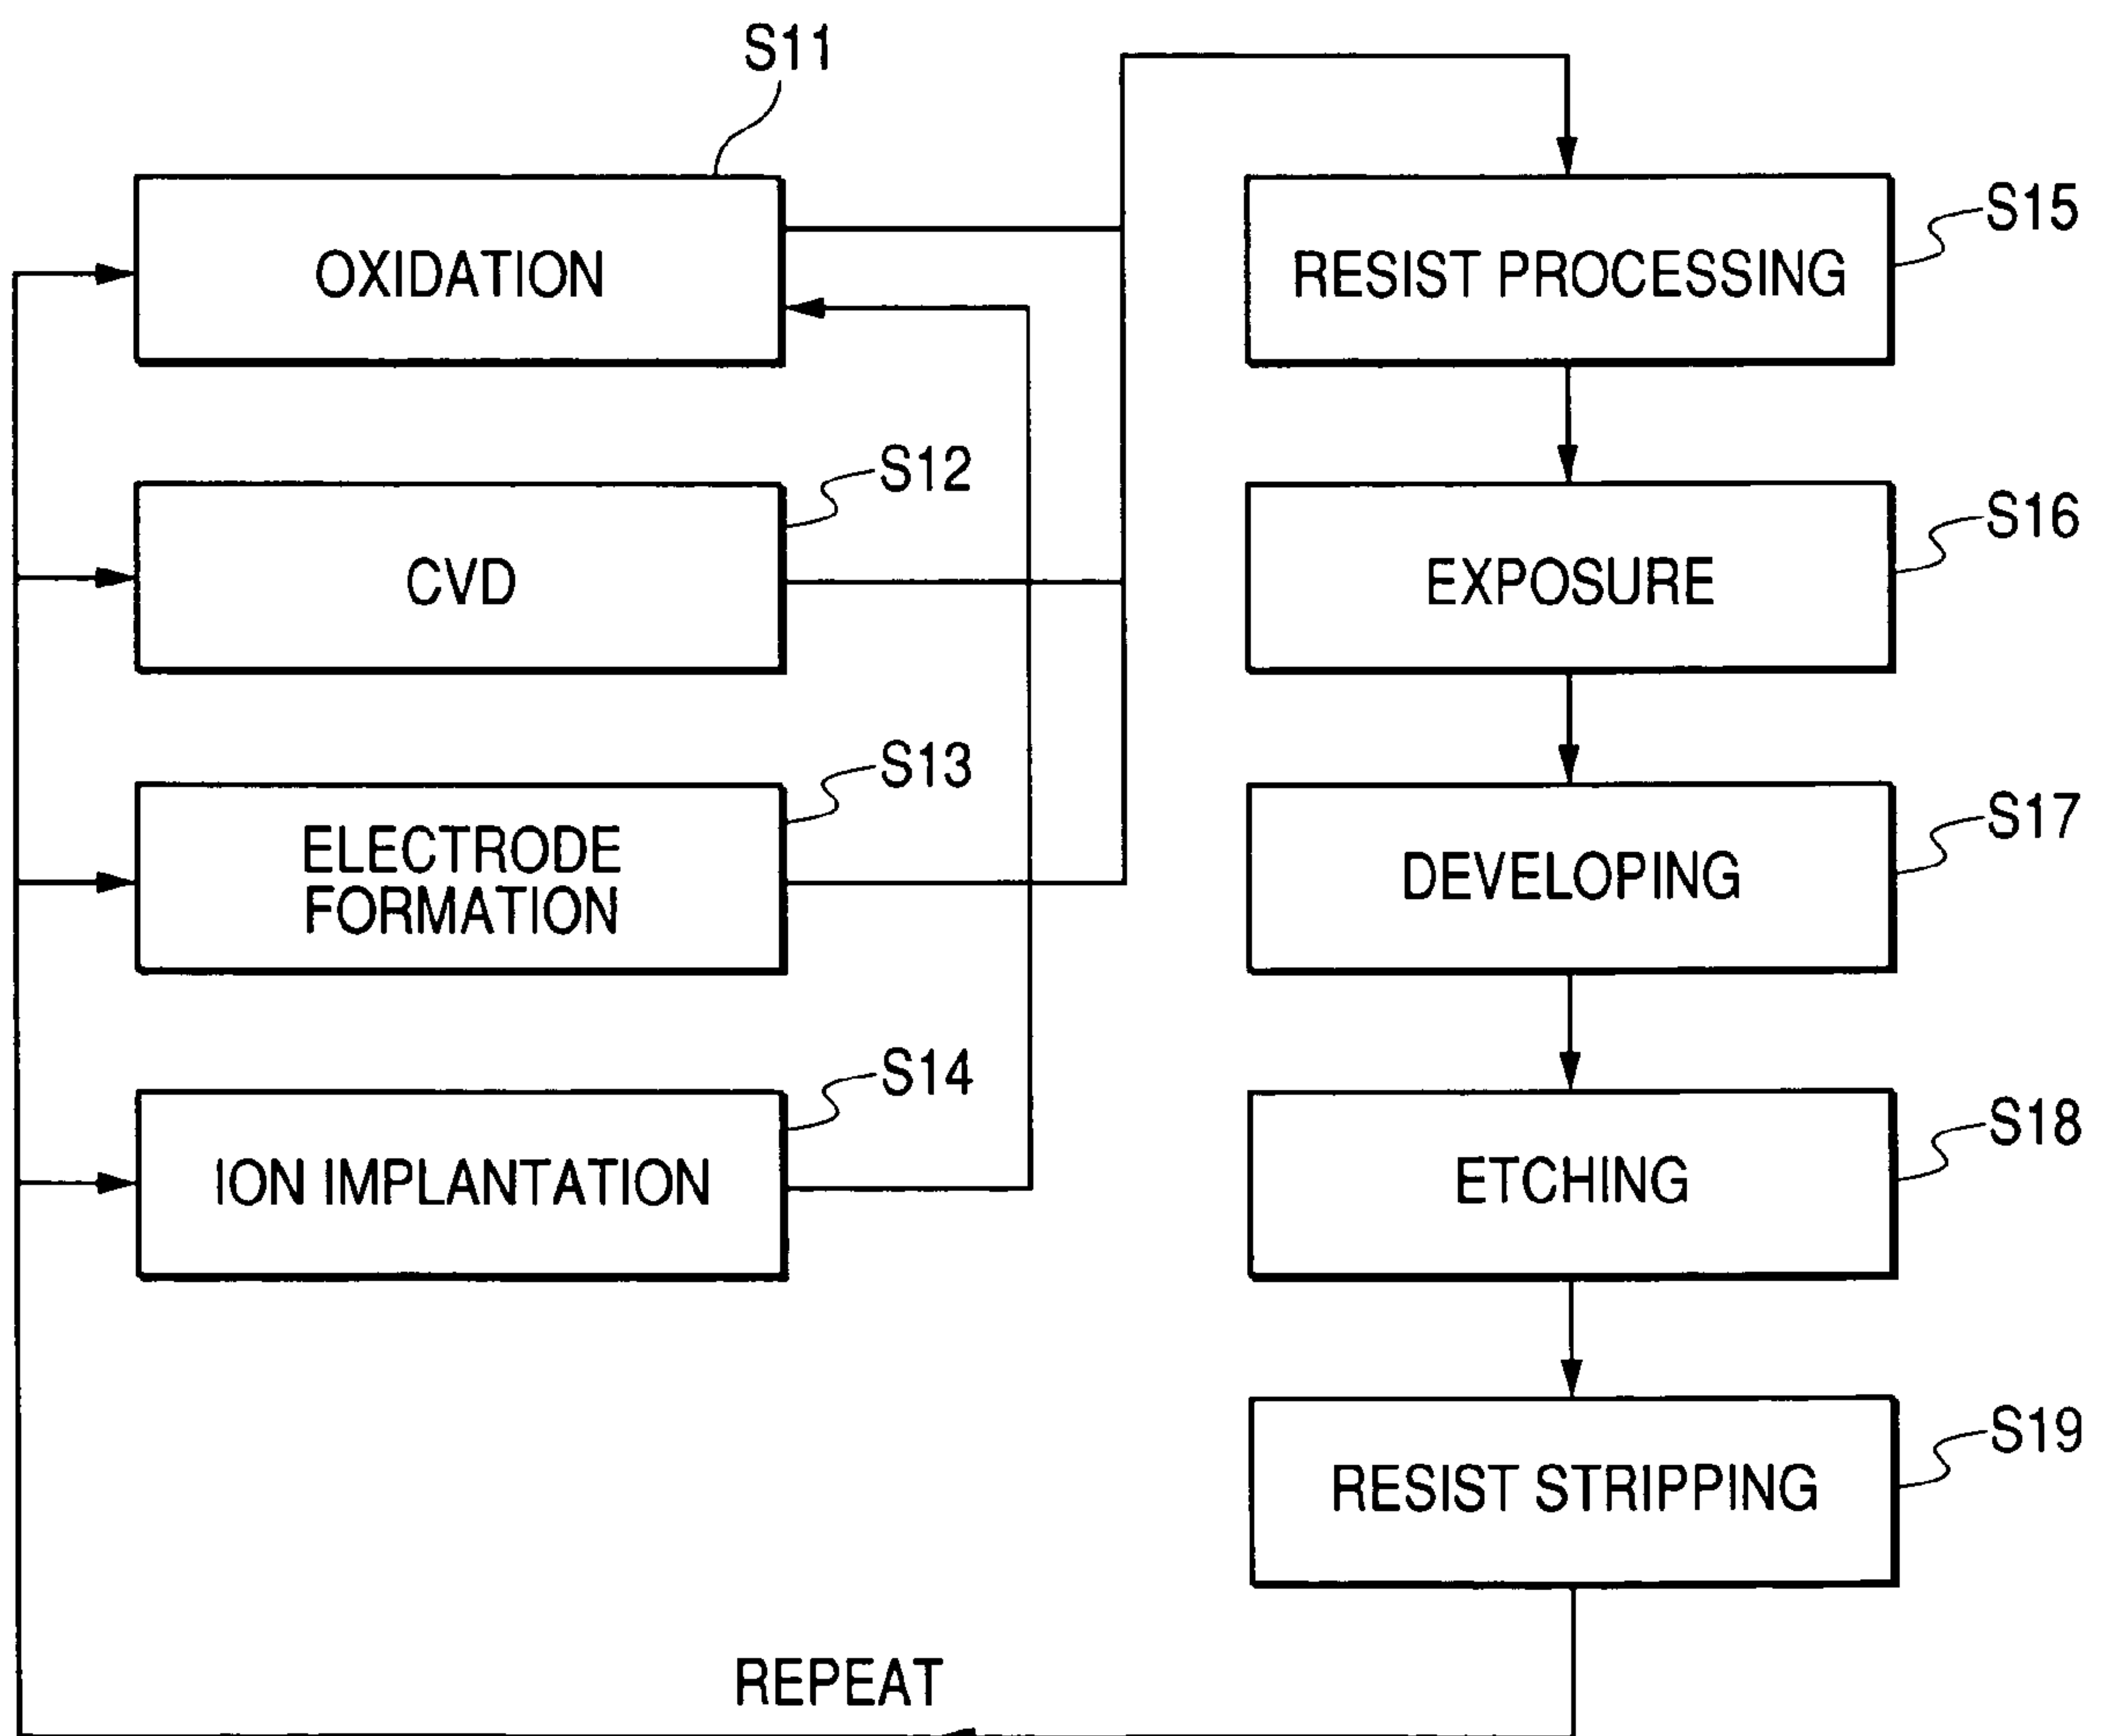 S11
OXIDATION
S12
CVD
S13
ELECTRODE
FORMATION
S14
ION IMPLANTATION
S15
RESIST PROCESSING
S16
EXPOSURE
S17
DEVELOPING
S18
ETCHING
S19
RESIST STRIPPING
REPEAT